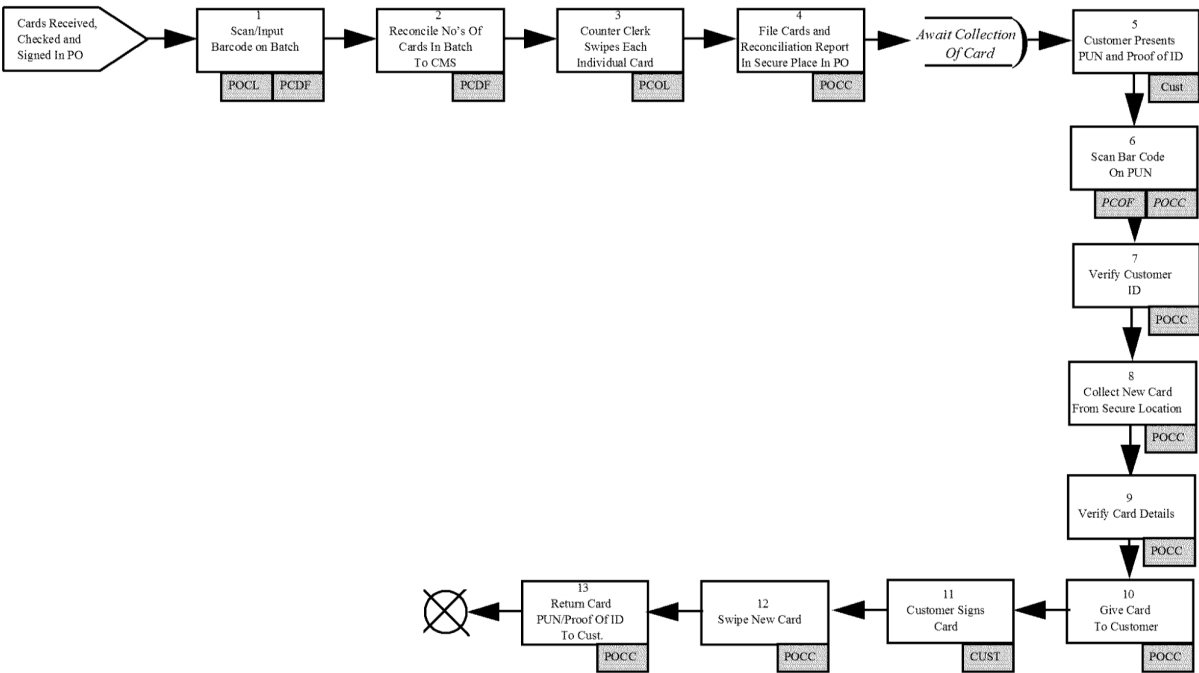 Cards Received,
Checked and
Signed In PO
1
Scan/Input
Barcode on Batch
POCL PCDF
2
Reconcile No's Of
Cards In Batch
To CMS
PCDF
3
Counter Clerk
Swipes Each
Individual Card
PCOL
4
File Cards and
Reconciliation Report
In Secure Place In PO
POCC
Await Collection
Of Card
5
Customer Presents
PUN and Proof of ID
Cust
6
Scan Bar Code
On PUN
PCOF POCC
7
Verify Customer
ID
POCC
8
Collect New Card
From Secure Location
POCC
9
Verify Card Details
POCC
10
Give Card
To Customer
POCC
11
Customer Signs
Card
CUST
12
Swipe New Card
POCC
13
Return Card
PUN/Proof Of ID
To Cust.
POCC